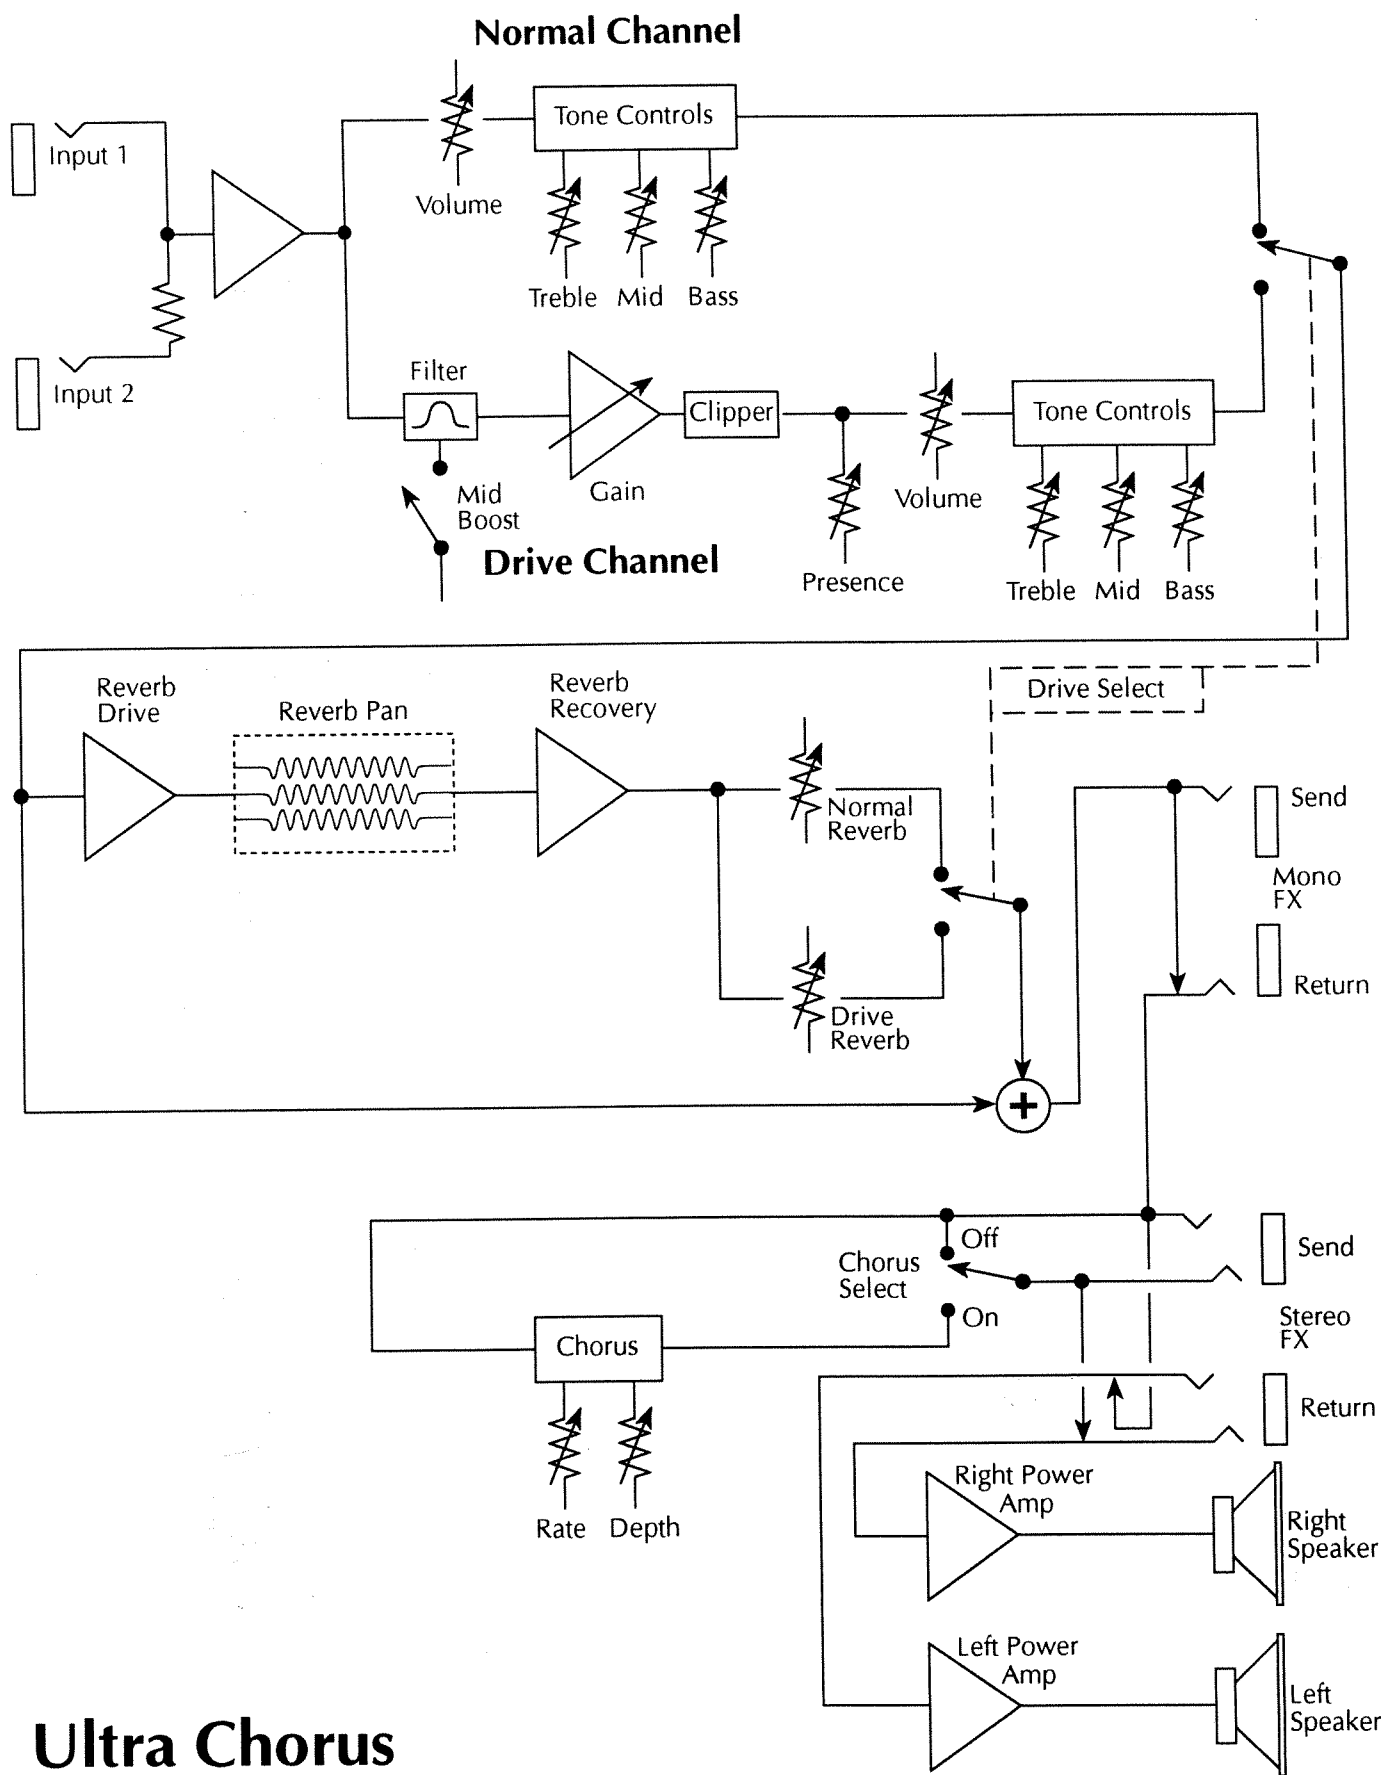 Normal Channel
Input 1
Volume
Tone Controls
Treble
Mid
Bass
Input 2
Filter
Mid
Boost
Gain
Clipper
Presence
Volume
Tone Controls
Treble
Mid
Bass
Drive Channel
Drive Select
Reverb
Drive
Reverb Pan
Reverb
Recovery
Normal
Reverb
Drive
Reverb
Send
Mono
FX
Return
+
Off
Chorus
Select
On
Chorus
Rate
Depth
Send
Stereo
FX
Return
Right Power
Amp
Right
Speaker
Left Power
Amp
Left
Speaker
Ultra Chorus